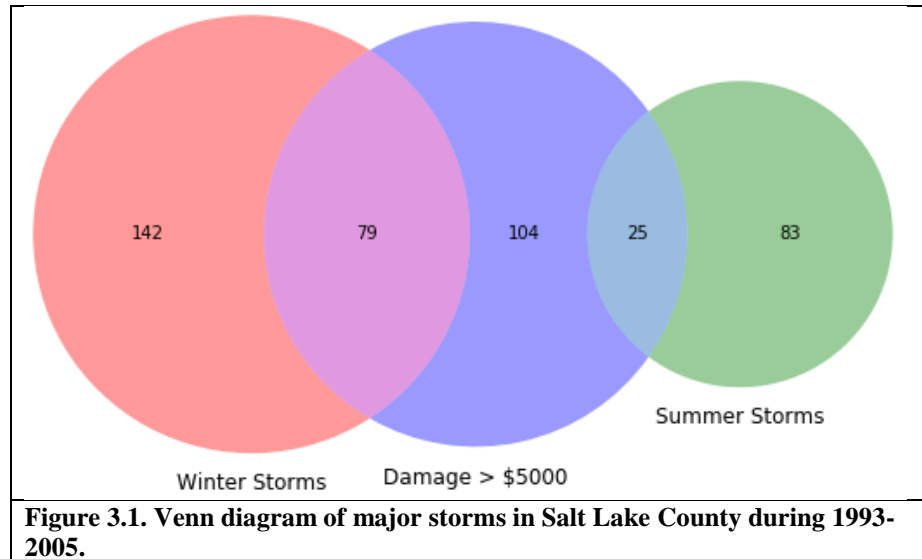 142
79
104
25
83
Summer Storms
Winter Storms
Damage > $5000
Figure 3.1. Venn diagram of major storms in Salt Lake County during 1993-
2005.